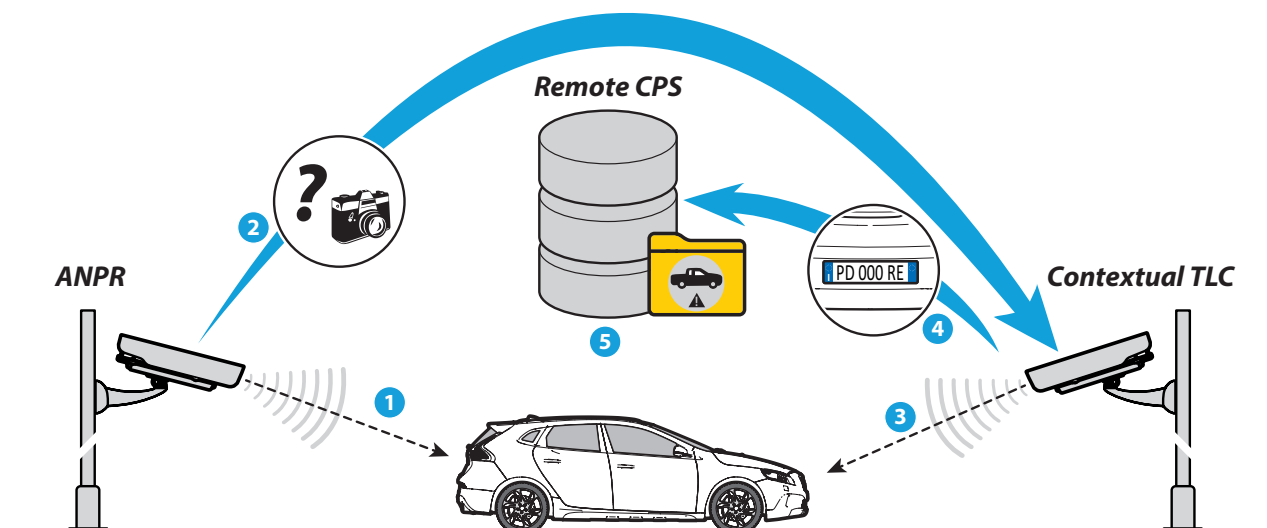 Remote CPS
?
2
ANPR
PD 000 RE
I
Contextual TLC
4
5
1
3